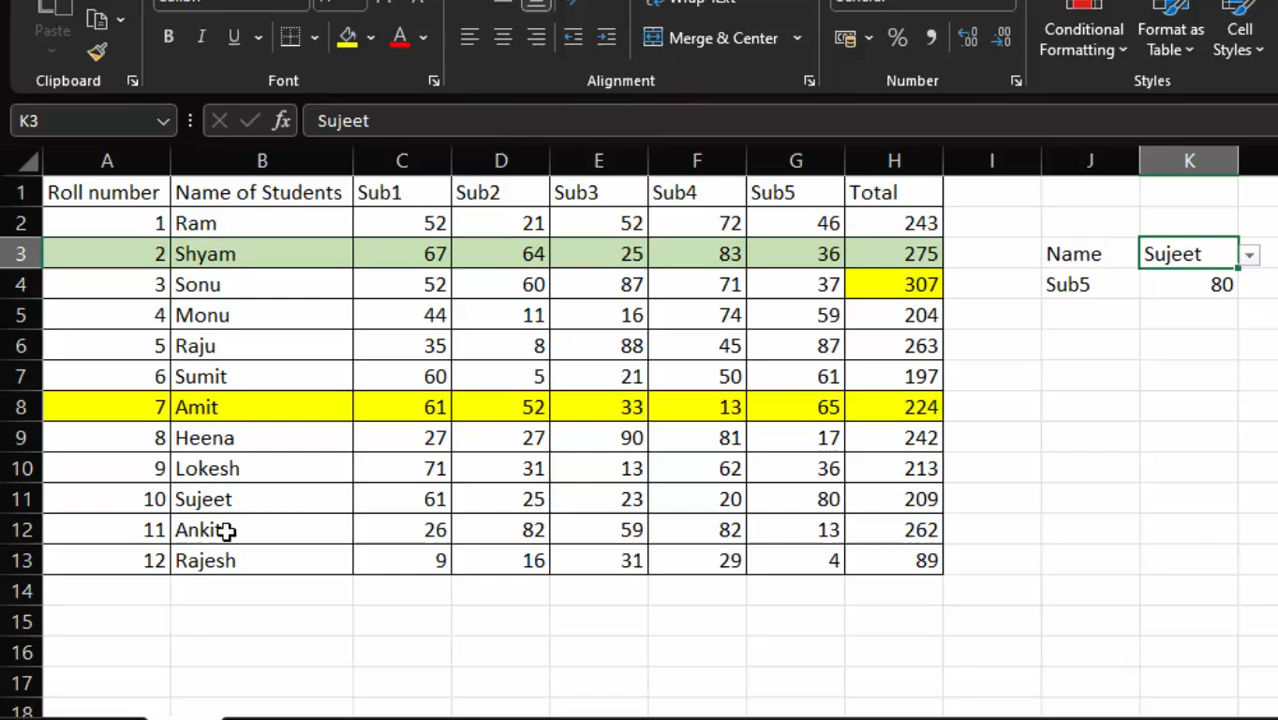 Paste
B I U A
Merge & Center
%
Conditional Formatting
Format as Table
Cell Styles
Clipboard Font Alignment Number Styles
K3 fx Sujeet
A B C D E F G H I J K
1 Roll number Name of Students Sub1 Sub2 Sub3 Sub4 Sub5 Total
2 1 Ram 52 21 52 72 46 243
3 2 Shyam 67 64 25 83 36 275 Name Sujeet
4 3 Sonu 52 60 87 71 37 307 Sub5 80
5 4 Monu 44 11 16 74 59 204
6 5 Raju 35 8 88 45 87 263
7 6 Sumit 60 5 21 50 61 197
8 7 Amit 61 52 33 13 65 224
9 8 Heena 27 27 90 81 17 242
10 9 Lokesh 71 31 13 62 36 213
11 10 Sujeet 61 25 23 20 80 209
12 11 Ankit 26 82 59 82 13 262
13 12 Rajesh 9 16 31 29 4 89
14
15
16
17
18